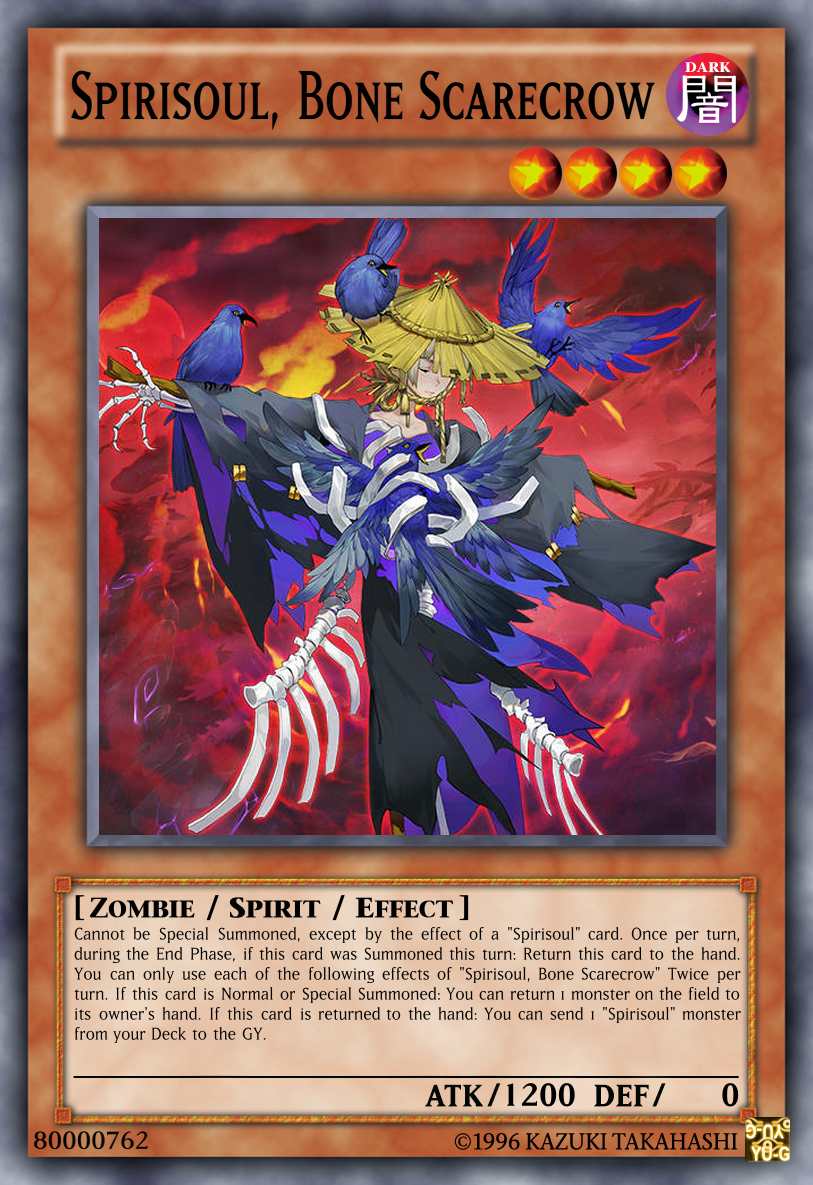 Spirisoul, Bone Scarecrow
DARK
闇
[ Zombie / Spirit / Effect ]
Cannot be Special Summoned, except by the effect of a "Spirisoul" card. Once per turn,
during the End Phase, if this card was Summoned this turn: Return this card to the hand.
You can only use each of the following effects of "Spirisoul, Bone Scarecrow" Twice per
turn. If this card is Normal or Special Summoned: You can return 1 monster on the field to
its owner's hand. If this card is returned to the hand: You can send 1 "Spirisoul" monster
from your Deck to the GY.
ATK/1200 DEF/ 0
80000762
©1996 KAZUKI TAKAHASHI